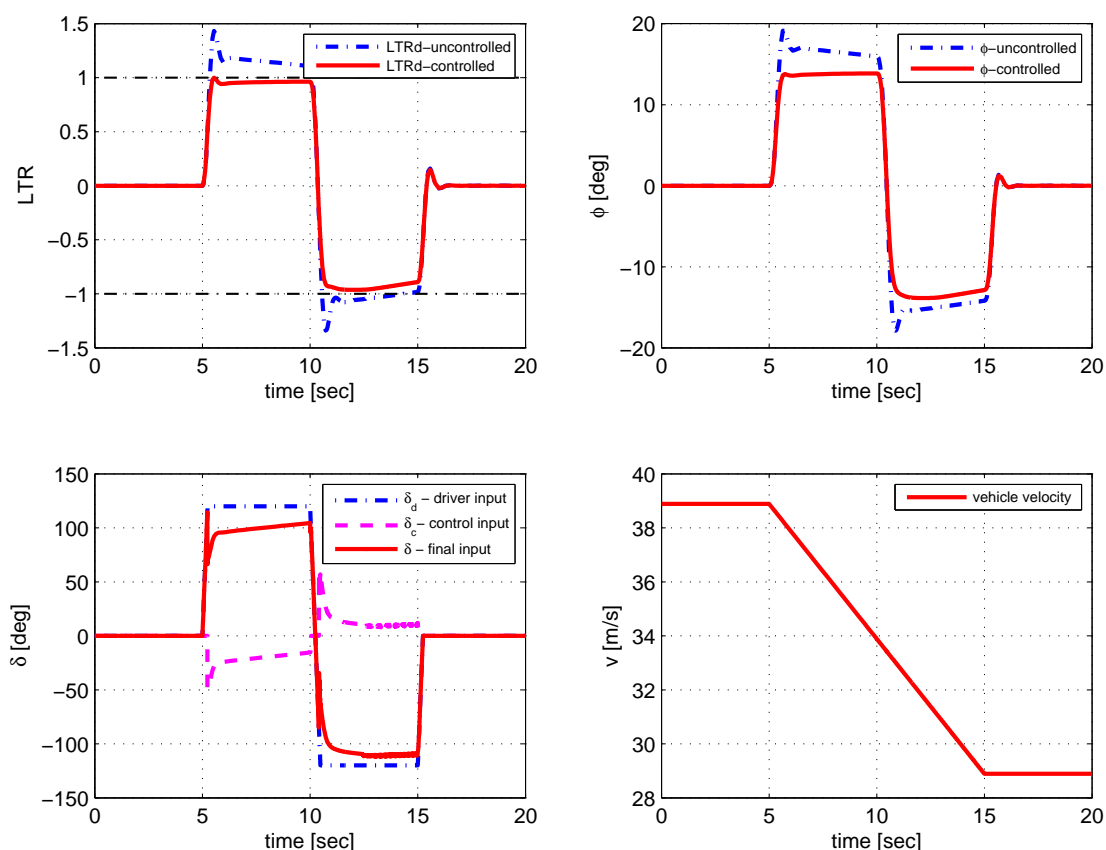 1.5
1
0.5
0
−0.5
−1
−1.5
LTR
LTRd−uncontrolled
LTRd−controlled
0 5 10 15 20
time [sec]
20
10
0
−10
−20
ϕ [deg]
ϕ−uncontrolled
ϕ−controlled
0 5 10 15 20
time [sec]
150
100
50
0
−50
−100
−150
δ [deg]
δd − driver input
δc − control input
δ − final input
0 5 10 15 20
time [sec]
40
38
36
34
32
30
28
v [m/s]
vehicle velocity
0 5 10 15 20
time [sec]